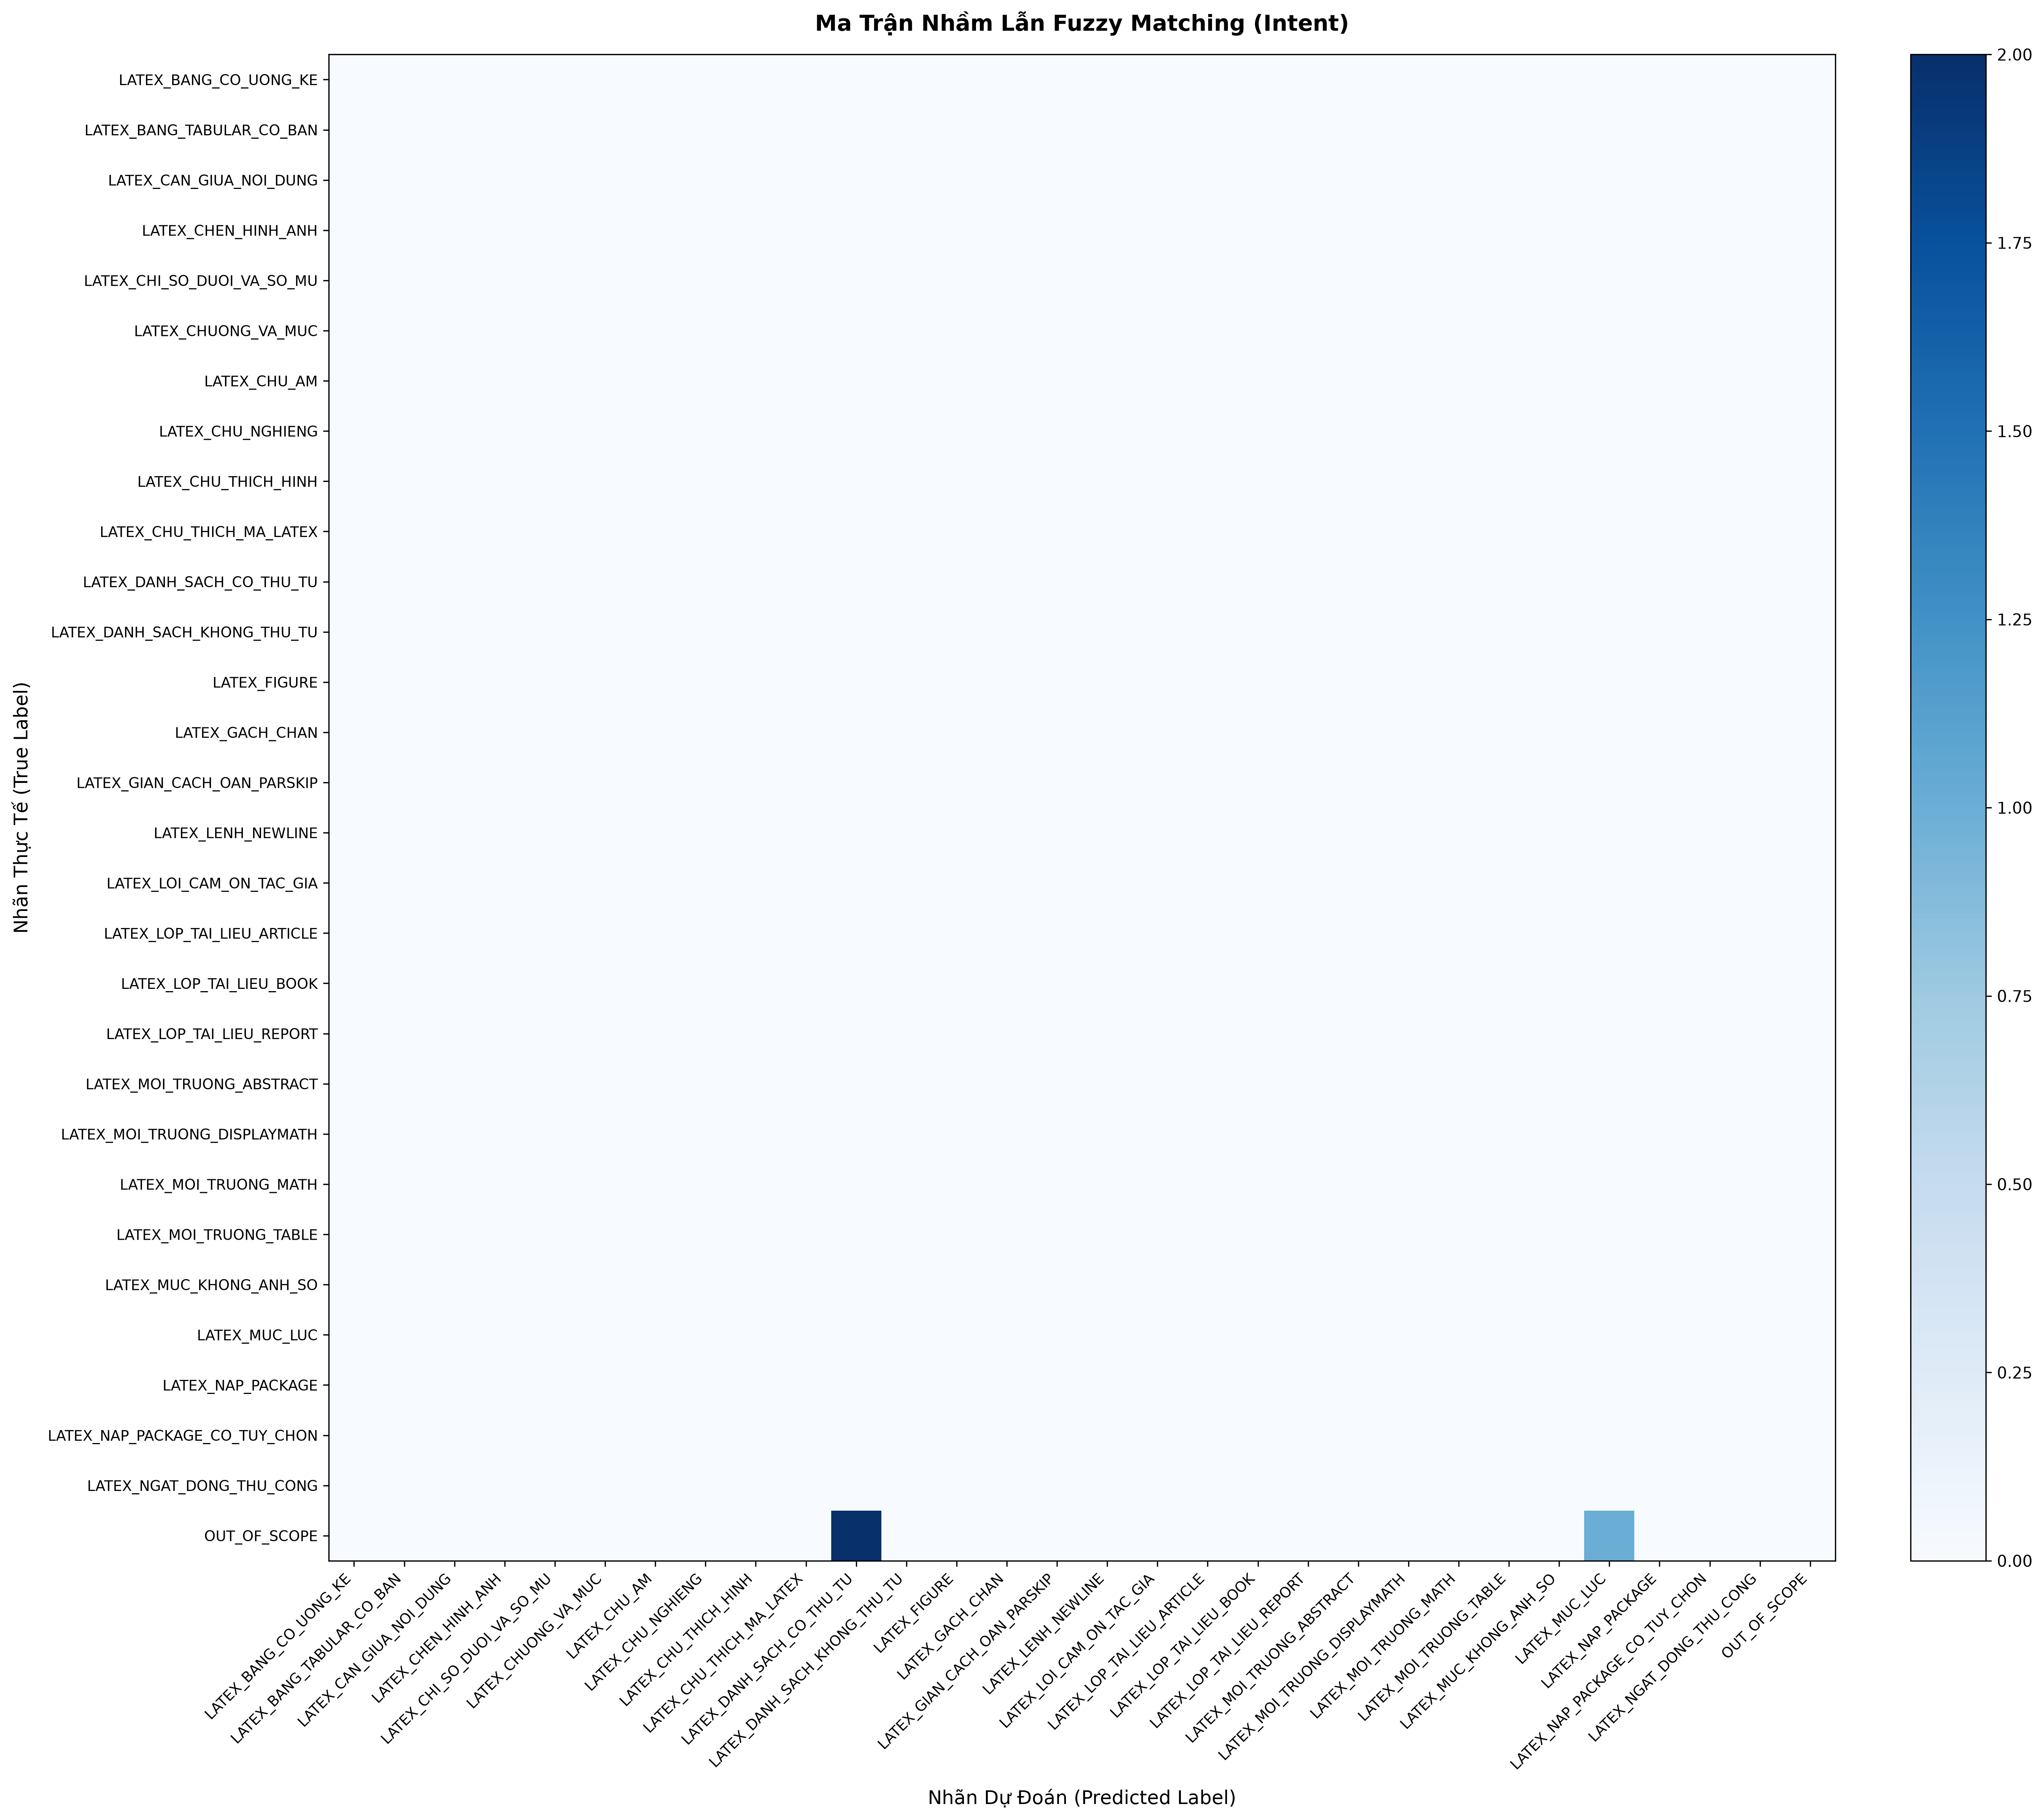 Ma Trận Nhầm Lẫn Fuzzy Matching (Intent)
Nhãn Thực Tế (True Label)
LATEX_BANG_CO_UONG_KE
LATEX_BANG_TABULAR_CO_BAN
LATEX_CAN_GIUA_NOI_DUNG
LATEX_CHEN_HINH_ANH
LATEX_CHI_SO_DUOI_VA_SO_MU
LATEX_CHUONG_VA_MUC
LATEX_CHU_AM
LATEX_CHU_NGHIENG
LATEX_CHU_THICH_HINH
LATEX_CHU_THICH_MA_LATEX
LATEX_DANH_SACH_CO_THU_TU
LATEX_DANH_SACH_KHONG_THU_TU
LATEX_FIGURE
LATEX_GACH_CHAN
LATEX_GIAN_CACH_OAN_PARSKIP
LATEX_LENH_NEWLINE
LATEX_LOI_CAM_ON_TAC_GIA
LATEX_LOP_TAI_LIEU_ARTICLE
LATEX_LOP_TAI_LIEU_BOOK
LATEX_LOP_TAI_LIEU_REPORT
LATEX_MOI_TRUONG_ABSTRACT
LATEX_MOI_TRUONG_DISPLAYMATH
LATEX_MOI_TRUONG_MATH
LATEX_MOI_TRUONG_TABLE
LATEX_MUC_KHONG_ANH_SO
LATEX_MUC_LUC
LATEX_NAP_PACKAGE
LATEX_NAP_PACKAGE_CO_TUY_CHON
LATEX_NGAT_DONG_THU_CONG
OUT_OF_SCOPE
LATEX_BANG_CO_UONG_KE
LATEX_BANG_TABULAR_CO_BAN
LATEX_CAN_GIUA_NOI_DUNG
LATEX_CHEN_HINH_ANH
LATEX_CHI_SO_DUOI_VA_SO_MU
LATEX_CHUONG_VA_MUC
LATEX_CHU_AM
LATEX_CHU_NGHIENG
LATEX_CHU_THICH_HINH
LATEX_CHU_THICH_MA_LATEX
LATEX_DANH_SACH_CO_THU_TU
LATEX_DANH_SACH_KHONG_THU_TU
LATEX_FIGURE
LATEX_GACH_CHAN
LATEX_GIAN_CACH_OAN_PARSKIP
LATEX_LENH_NEWLINE
LATEX_LOI_CAM_ON_TAC_GIA
LATEX_LOP_TAI_LIEU_ARTICLE
LATEX_LOP_TAI_LIEU_BOOK
LATEX_LOP_TAI_LIEU_REPORT
LATEX_MOI_TRUONG_ABSTRACT
LATEX_MOI_TRUONG_DISPLAYMATH
LATEX_MOI_TRUONG_MATH
LATEX_MOI_TRUONG_TABLE
LATEX_MUC_KHONG_ANH_SO
LATEX_MUC_LUC
LATEX_NAP_PACKAGE
LATEX_NAP_PACKAGE_CO_TUY_CHON
LATEX_NGAT_DONG_THU_CONG
OUT_OF_SCOPE
Nhãn Dự Đoán (Predicted Label)
2.00
1.75
1.50
1.25
1.00
0.75
0.50
0.25
0.00